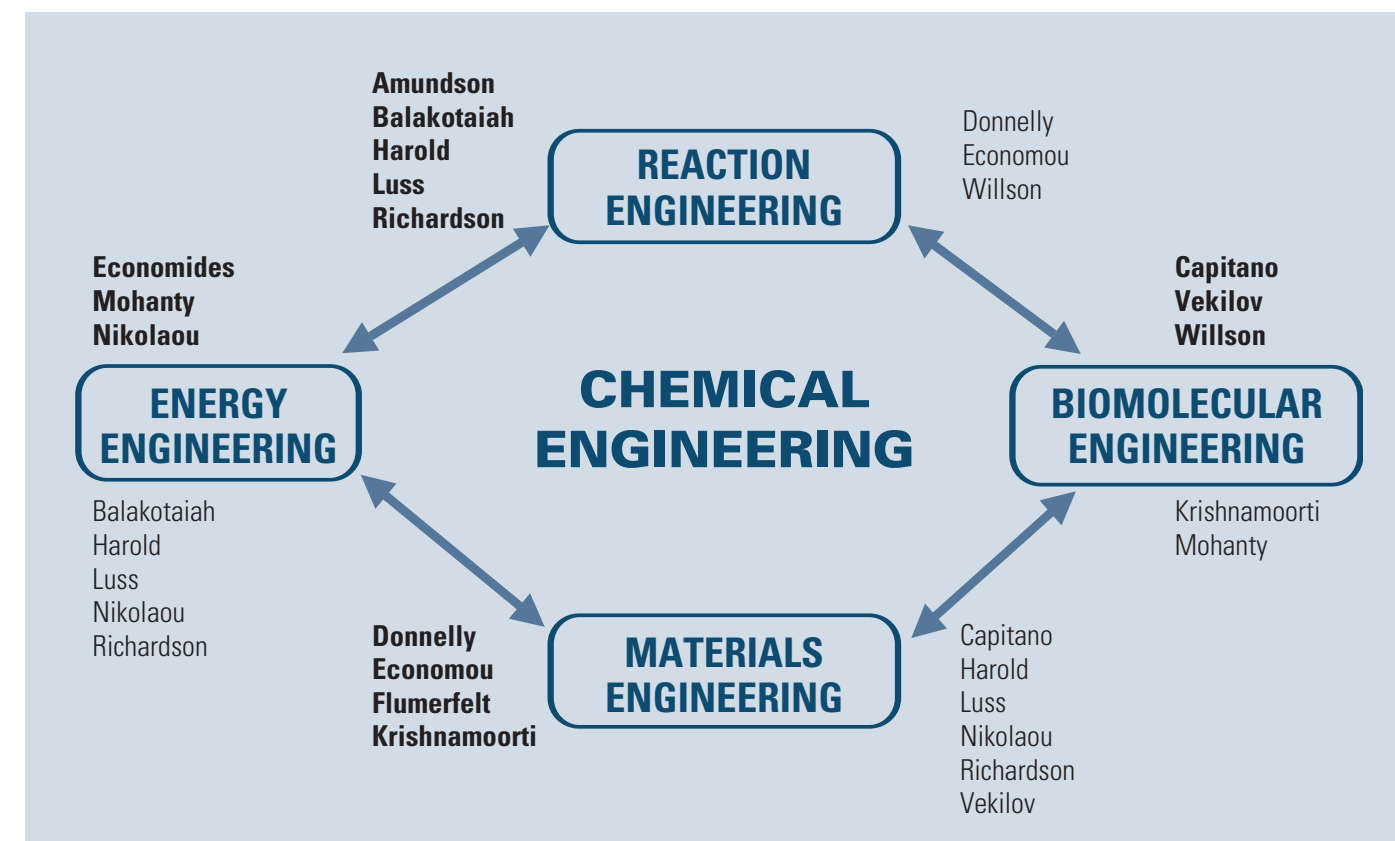 Amundson
Balakotaiah
Harold
Luss
Richardson
REACTION
ENGINEERING
Donnelly
Economou
Willson
Economides
Mohanty
Nikolaou
ENERGY
ENGINEERING
Balakotaiah
Harold
Luss
Nikolaou
Richardson
CHEMICAL
ENGINEERING
Capitano
Vekilov
Willson
BIOMOLECULAR
ENGINEERING
Krishnamoorti
Mohanty
Donnelly
Economou
Flumerfelt
Krishnamoorti
MATERIALS
ENGINEERING
Capitano
Harold
Luss
Nikolaou
Richardson
Vekilov